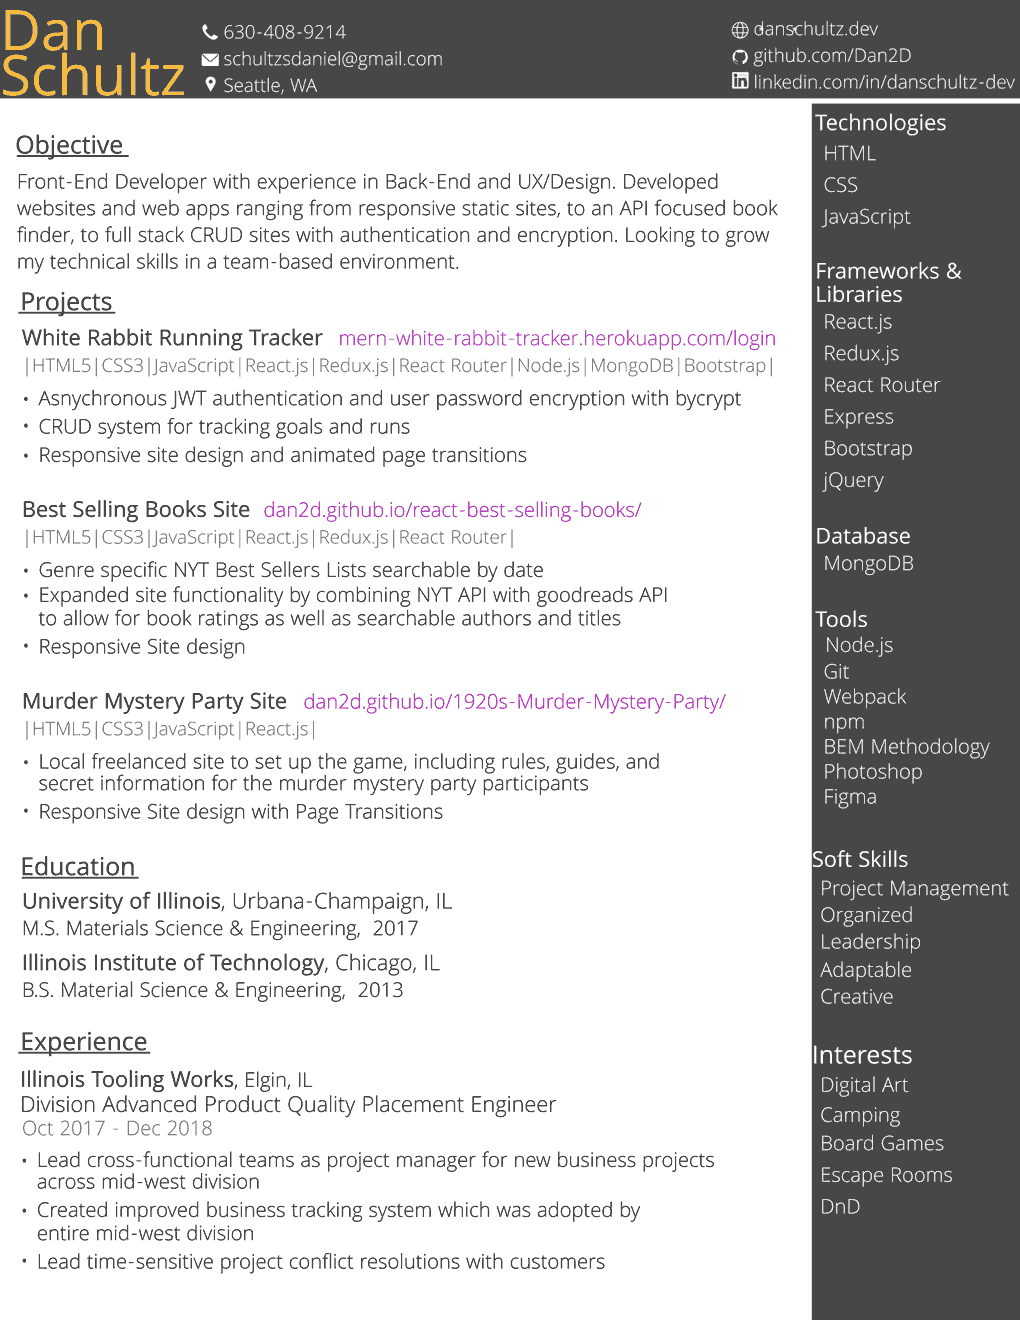 Dan
Schultz
630-408-9214
schultzsdaniel@gmail.com
Seattle, WA
danschultz.dev
github.com/Dan2D
linkedin.com/in/danschultz-dev
Objective
Front-End Developer with experience in Back-End and UX/Design. Developed
websites and web apps ranging from responsive static sites, to an API focused book
finder, to full stack CRUD sites with authentication and encryption. Looking to grow
my technical skills in a team-based environment.
Projects
White Rabbit Running Tracker mern-white-rabbit-tracker.herokuapp.com/login
|HTML5|CSS3|JavaScript|React.js|Redux.js|React Router|Node.js|MongoDB|Bootstrap|
• Asnychronous JWT authentication and user password encryption with bycrypt
• CRUD system for tracking goals and runs
• Responsive site design and animated page transitions
Best Selling Books Site dan2d.github.io/react-best-selling-books/
|HTML5|CSS3|JavaScript|React.js|Redux.js|React Router|
• Genre specific NYT Best Sellers Lists searchable by date
• Expanded site functionality by combining NYT API with goodreads API
to allow for book ratings as well as searchable authors and titles
• Responsive Site design
Murder Mystery Party Site dan2d.github.io/1920s-Murder-Mystery-Party/
|HTML5|CSS3|JavaScript|React.js|
• Local freelanced site to set up the game, including rules, guides, and
secret information for the murder mystery party participants
• Responsive Site design with Page Transitions
Education
University of Illinois, Urbana-Champaign, IL
M.S. Materials Science & Engineering, 2017
Illinois Institute of Technology, Chicago, IL
B.S. Material Science & Engineering, 2013
Experience
Illinois Tooling Works, Elgin, IL
Division Advanced Product Quality Placement Engineer
Oct 2017 - Dec 2018
• Lead cross-functional teams as project manager for new business projects
across mid-west division
• Created improved business tracking system which was adopted by
entire mid-west division
• Lead time-sensitive project conflict resolutions with customers
Technologies
HTML
CSS
JavaScript
Frameworks &
Libraries
React.js
Redux.js
React Router
Express
Bootstrap
jQuery
Database
MongoDB
Tools
Node.js
Git
Webpack
npm
BEM Methodology
Photoshop
Figma
Soft Skills
Project Management
Organized
Leadership
Adaptable
Creative
Interests
Digital Art
Camping
Board Games
Escape Rooms
DnD